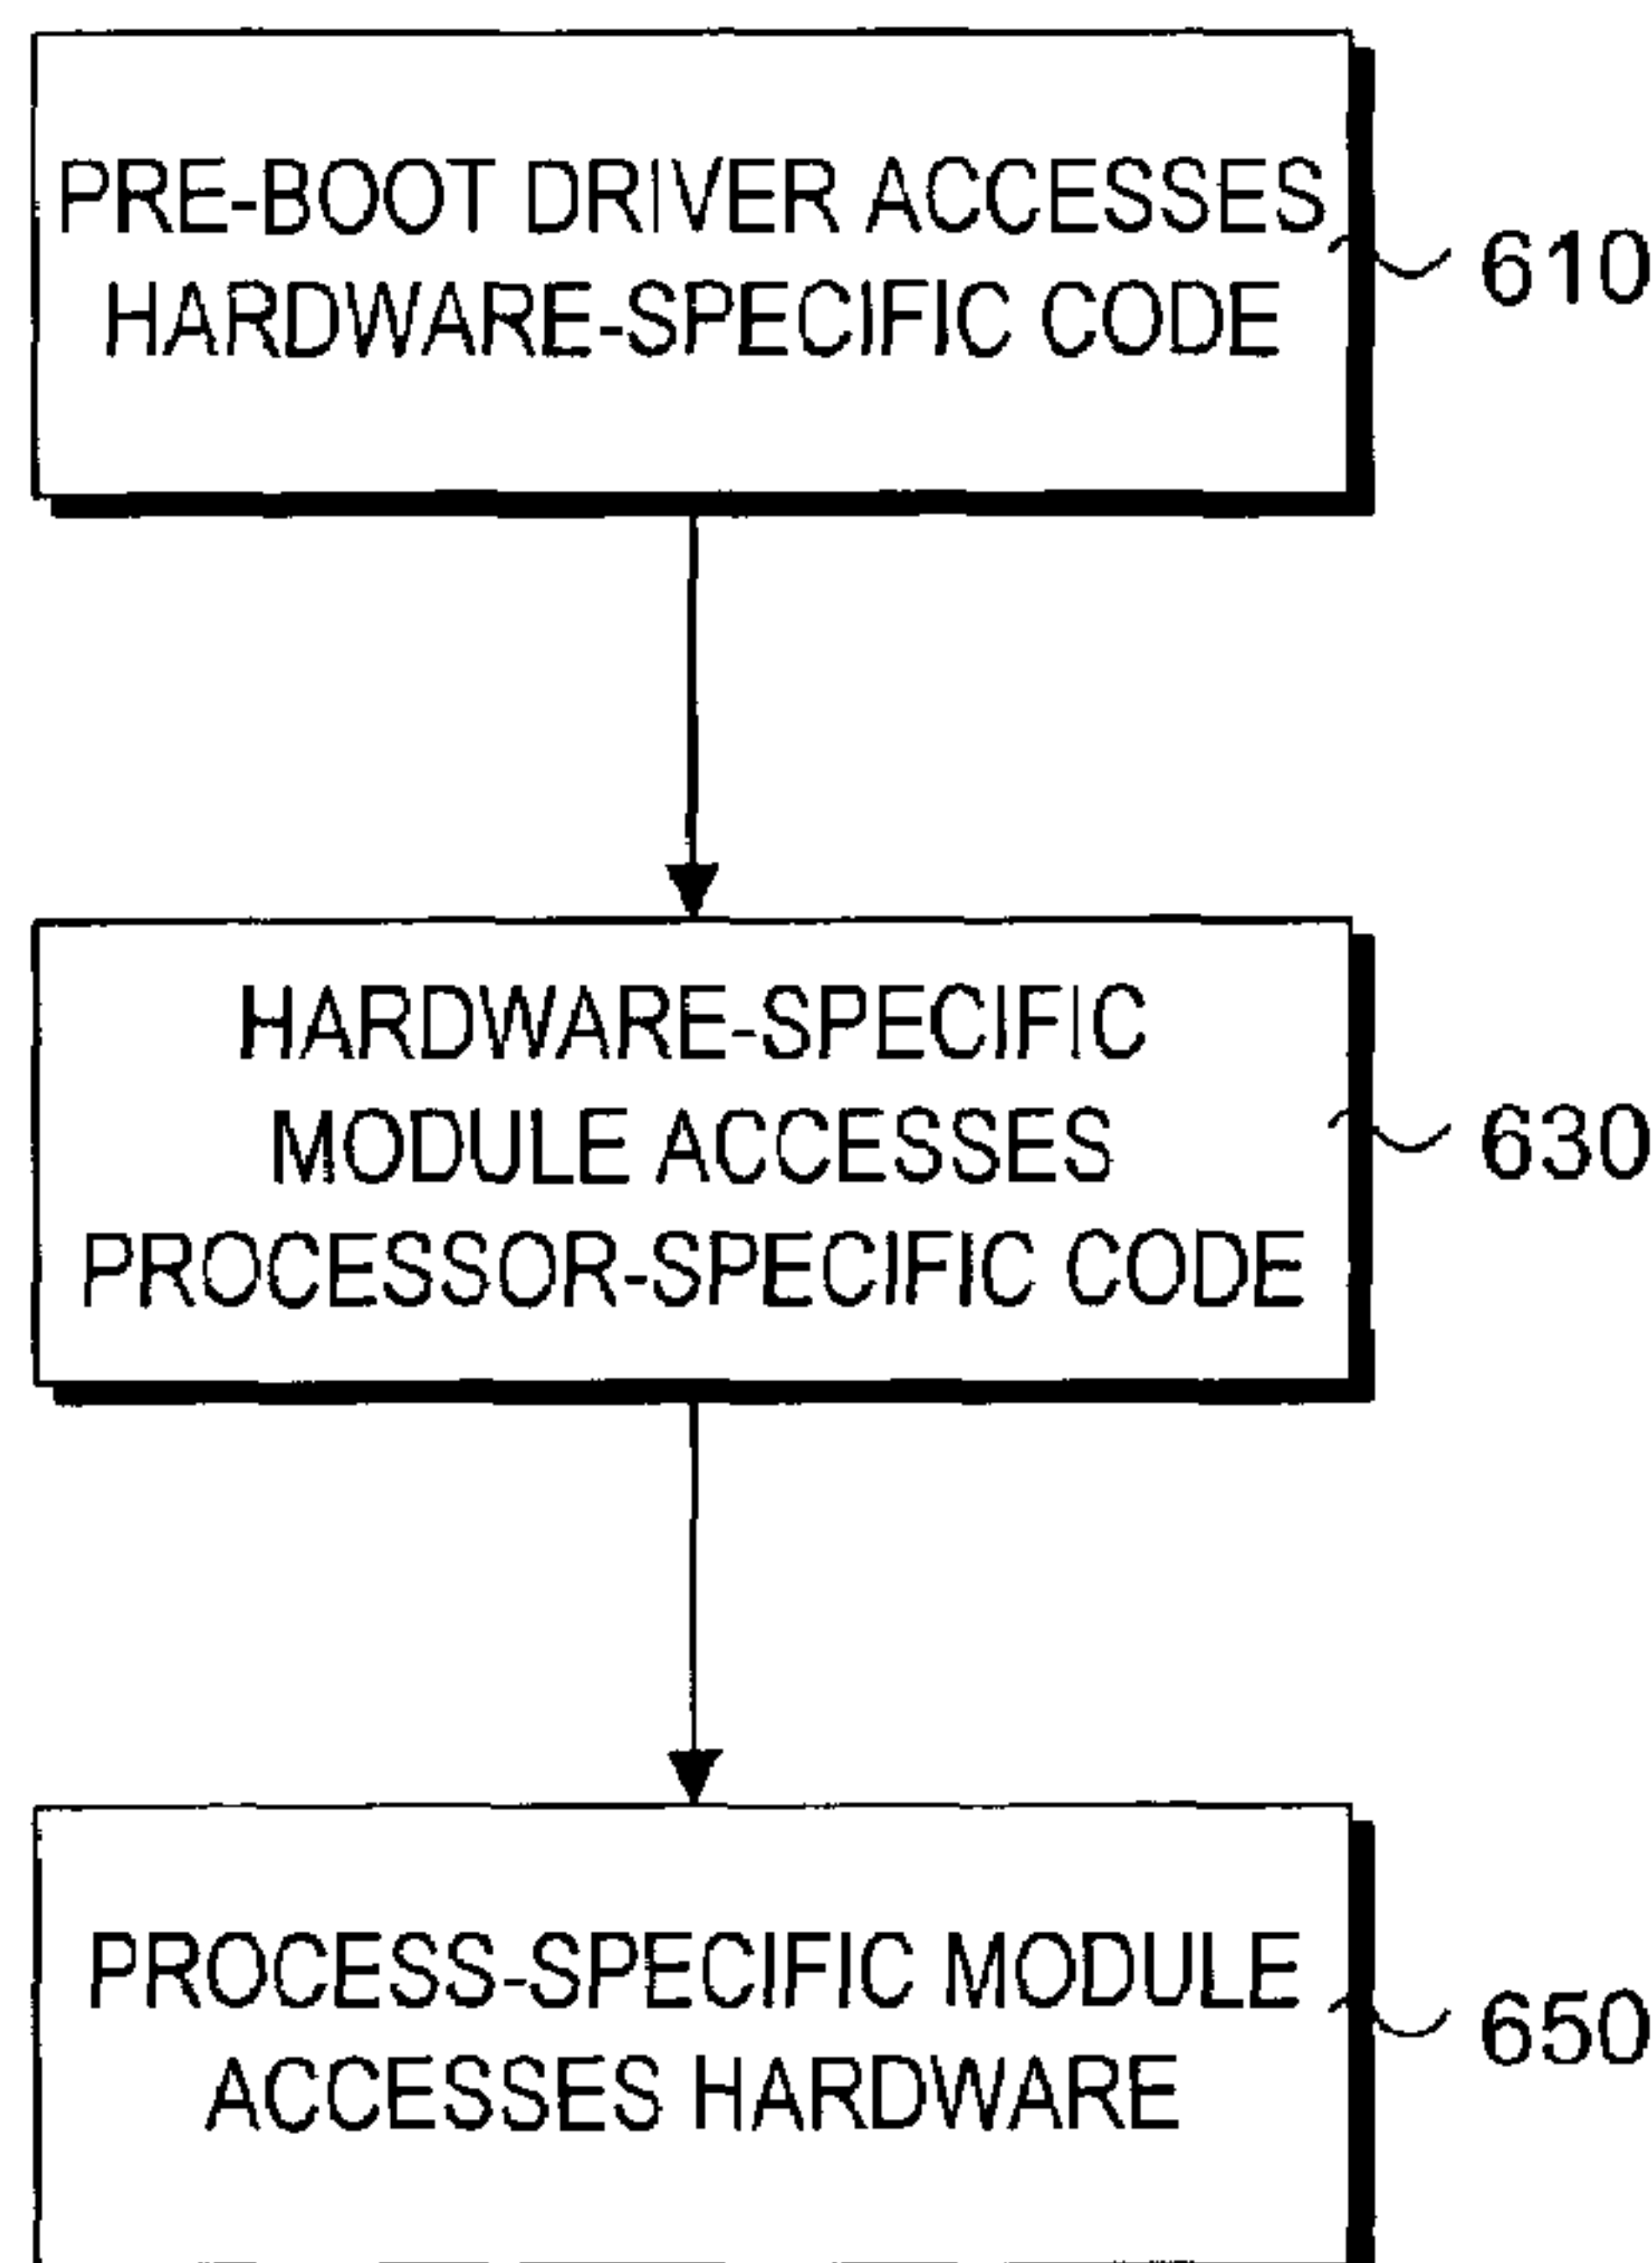 PRE-BOOT DRIVER ACCESSES
HARDWARE-SPECIFIC CODE
610
HARDWARE-SPECIFIC
MODULE ACCESSES
PROCESSOR-SPECIFIC CODE
630
PROCESS-SPECIFIC MODULE
ACCESSES HARDWARE
650